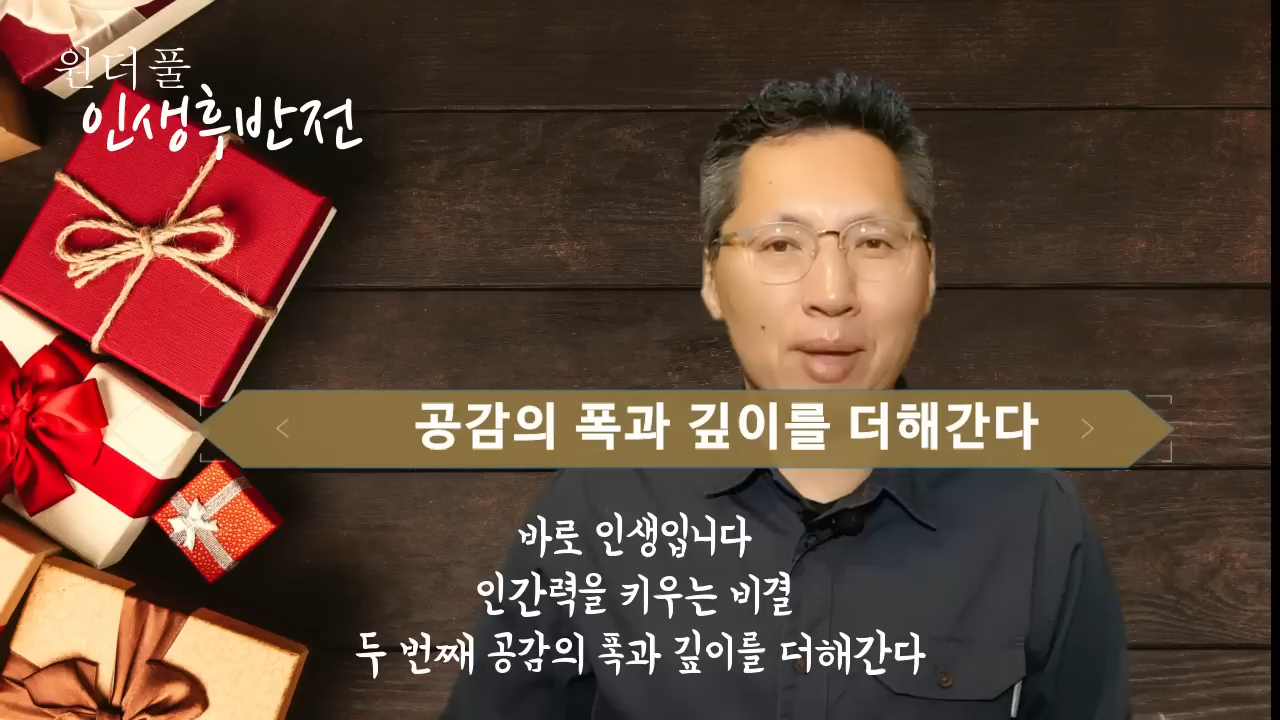 원더풀
인생후반전
공감의 폭과 깊이를 더해간다
바로 인생입니다
인간력을 키우는 비결
두 번째 공감의 폭과 깊이를 더해간다